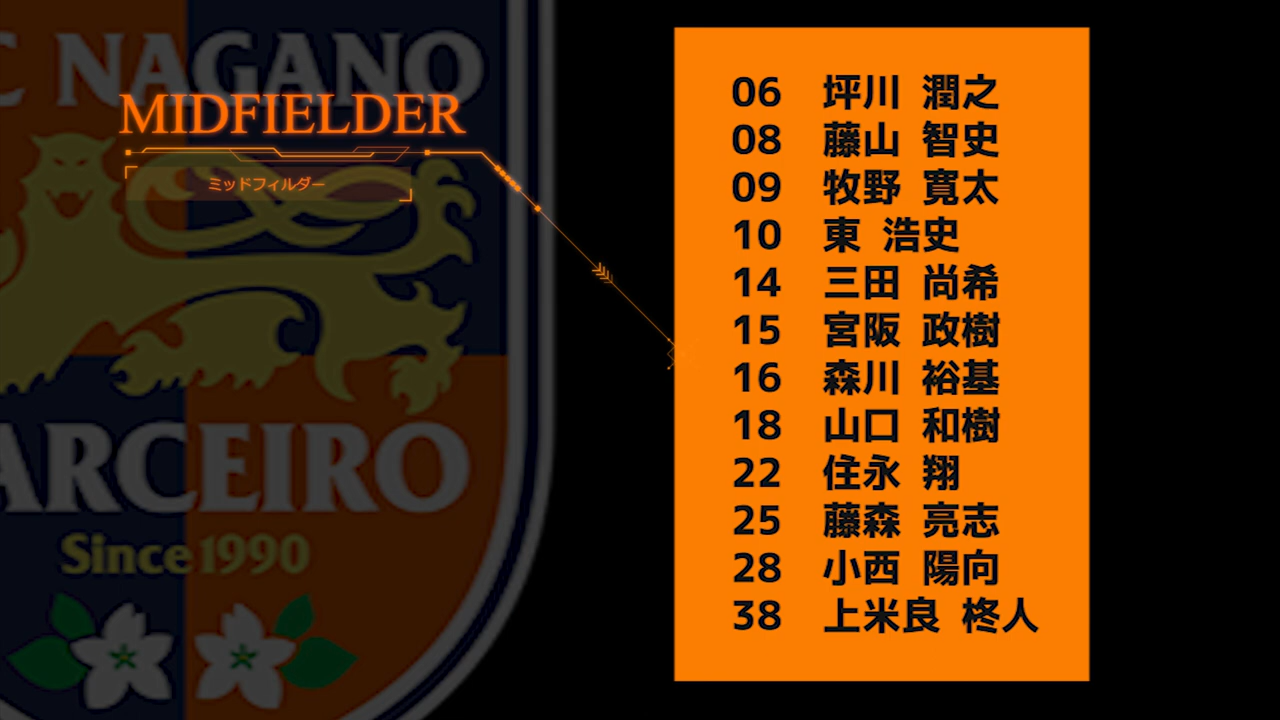 C NAGANO
MIDFIELDER
ミッドフィルダー
ARCEIRO
Since 1990
06 坪川 潤之
08 藤山 智史
09 牧野 寛太
10 東 浩史
14 三田 尚希
15 宮阪 政樹
16 森川 裕基
18 山口 和樹
22 住永 翔
25 藤森 亮志
28 小西 陽向
38 上米良 柊人